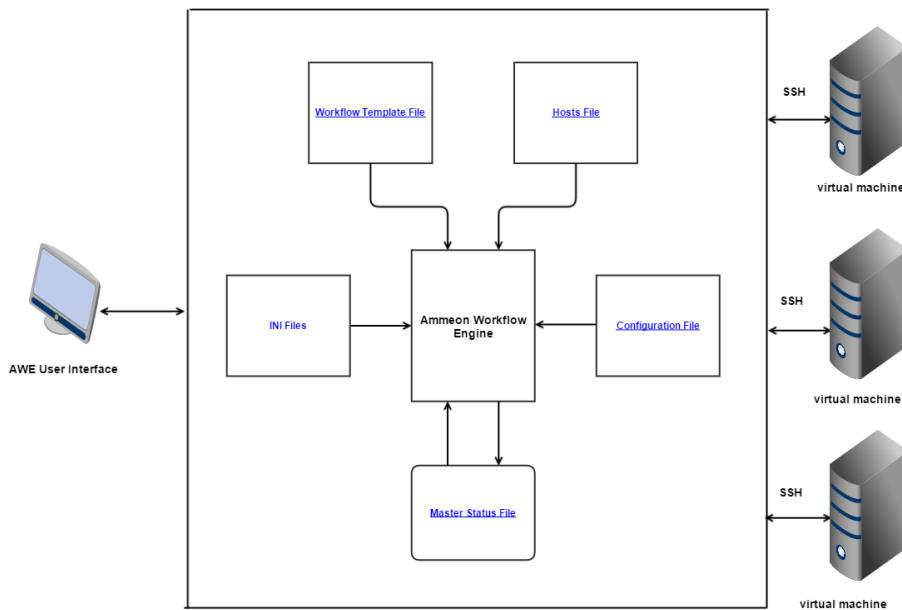 SSH
Workflow Template File
Hosts File
virtual machine
SSH
INI Files
Ammeon Workflow
Engine
Configuration File
AWE User Interface
virtual machine
SSH
Master Status File
virtual machine